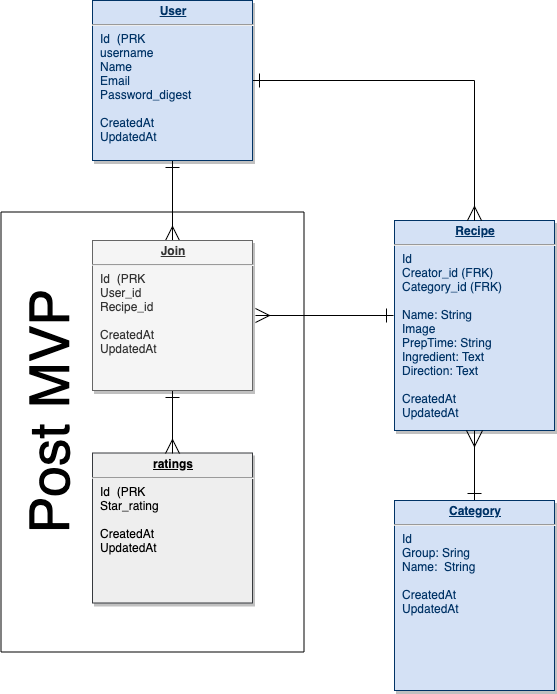 User
Id  (PRK
username
Name
Email
Password_digest
CreatedAt
UpdatedAt
Post MVP
Join
Id  (PRK
User_id
Recipe_id
CreatedAt
UpdatedAt
ratings
Id  (PRK
Star_rating
CreatedAt
UpdatedAt
Recipe
Id
Creator_id (FRK)
Category_id (FRK)
Name: String
Image
PrepTime: String
Ingredient: Text
Direction: Text
CreatedAt
UpdatedAt
Category
Id
Group: Sring
Name:  String
CreatedAt
UpdatedAt